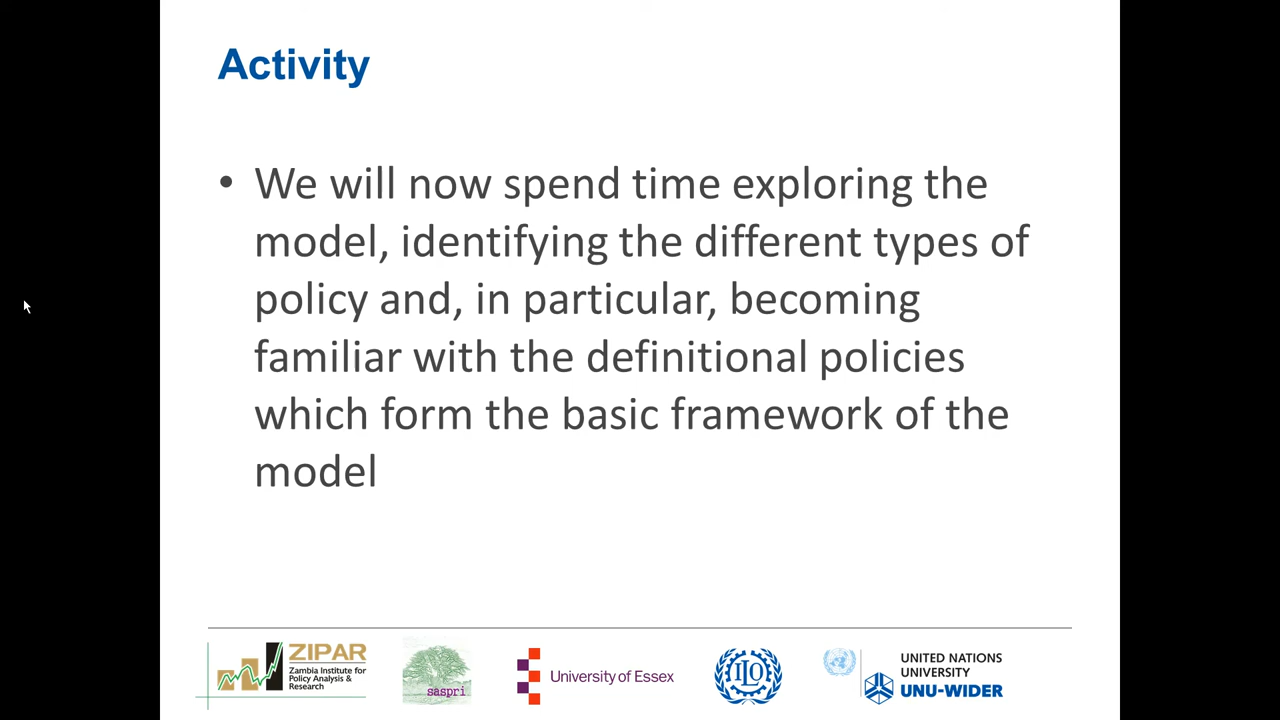 Activity
• We will now spend time exploring the
model, identifying the different types of
policy and, in particular, becoming
familiar with the definitional policies
which form the basic framework of the
model
ZIPAR
Zambia Institute for
Policy Analysis &
Research
saspri
University of Essex
ILO
UNITED NATIONS
UNIVERSITY
UNU-WIDER